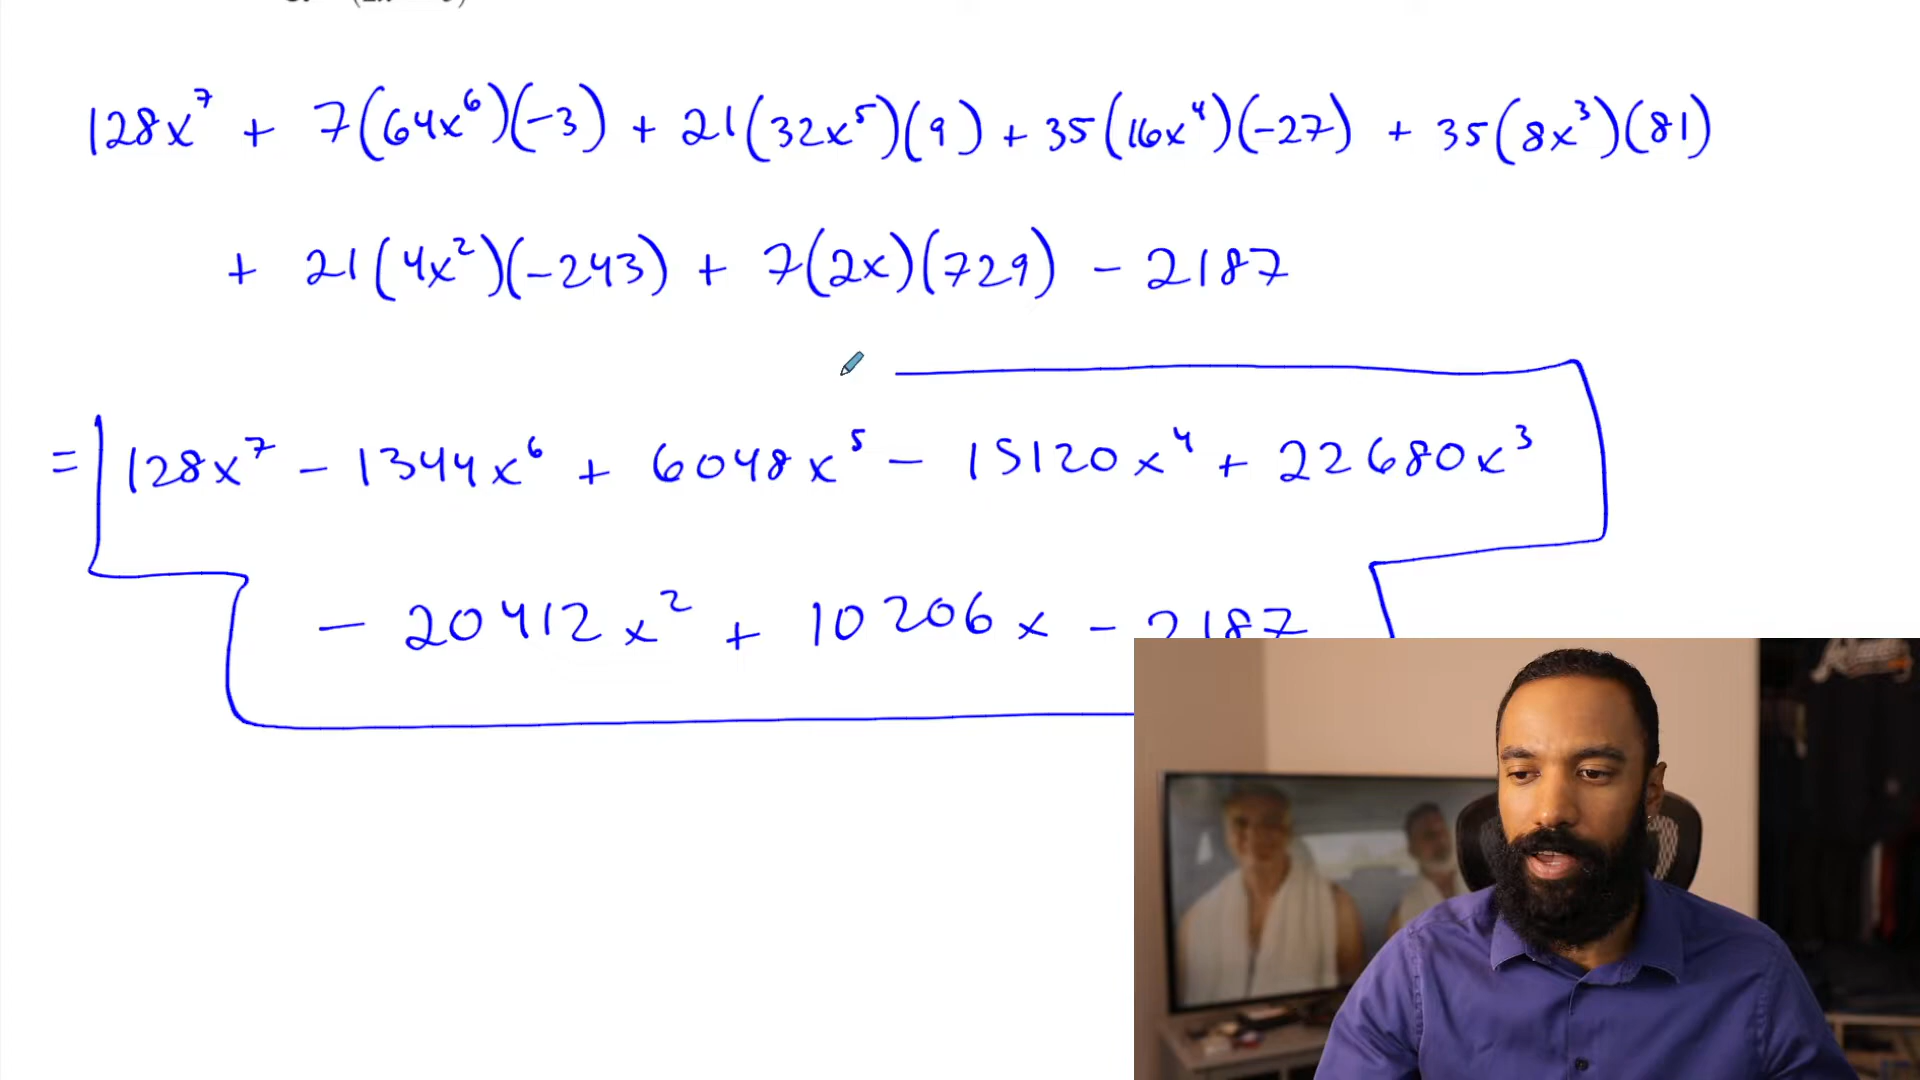 128x⁷ + 7(64x⁶)(-3) + 21(32x⁵)(9) + 35(16x⁴)(-27) + 35(8x³)(81)
+ 21(4x²)(-243) + 7(2x)(729) - 2187
= 128x⁷ - 1344x⁶ + 6048x⁵ - 15120x⁴ + 22680x³
- 20412x² + 10206x - 2187